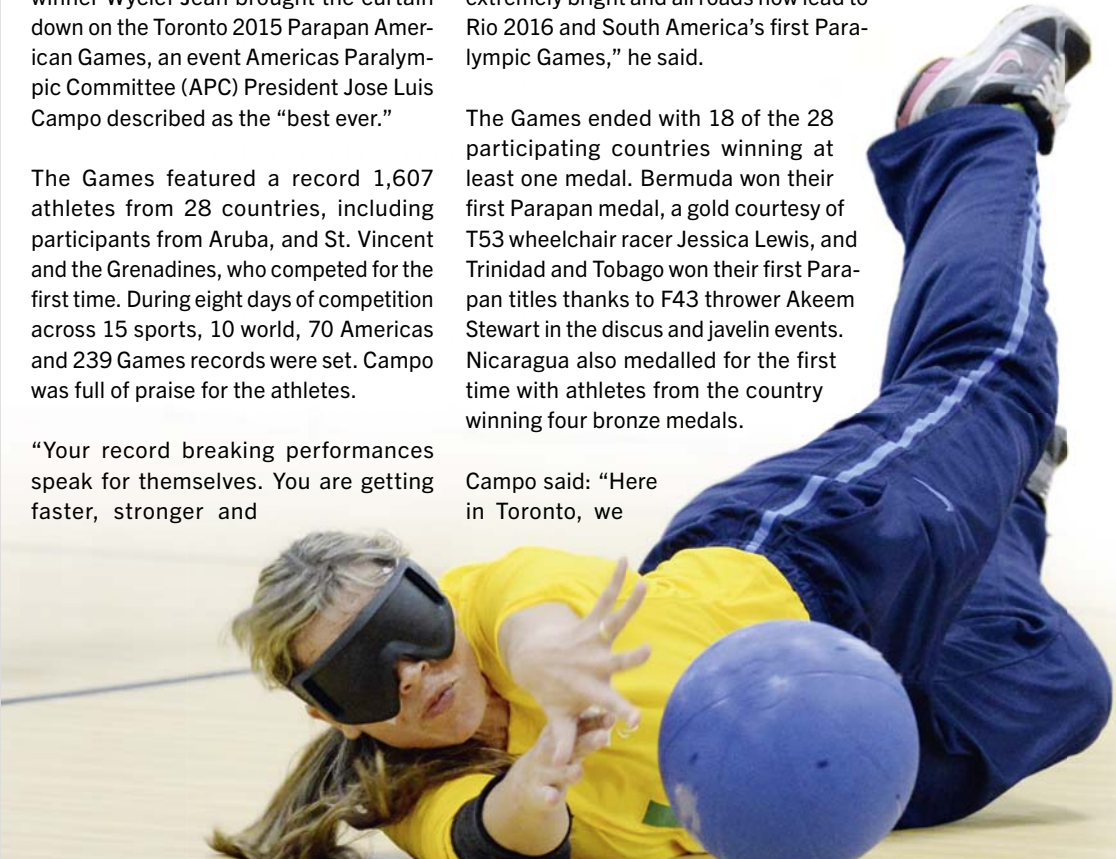 winner Wyclef Jean brought the curtain
down on the Toronto 2015 Parapan Amer-
ican Games, an event Americas Paralym-
pic Committee (APC) President Jose Luis
Campo described as the “best ever.”
The Games featured a record 1,607
athletes from 28 countries, including
participants from Aruba, and St. Vincent
and the Grenadines, who competed for the
first time. During eight days of competition
across 15 sports, 10 world, 70 Americas
and 239 Games records were set. Campo
was full of praise for the athletes.
“Your record breaking performances
speak for themselves. You are getting
faster, stronger and
extremely bright and all roads now lead to
Rio 2016 and South America’s first Para-
lympic Games,” he said.
The Games ended with 18 of the 28
participating countries winning at
least one medal. Bermuda won their
first Parapan medal, a gold courtesy of
T53 wheelchair racer Jessica Lewis, and
Trinidad and Tobago won their first Para-
pan titles thanks to F43 thrower Akeem
Stewart in the discus and javelin events.
Nicaragua also medalled for the first
time with athletes from the country
winning four bronze medals.
Campo said: “Here
in Toronto, we